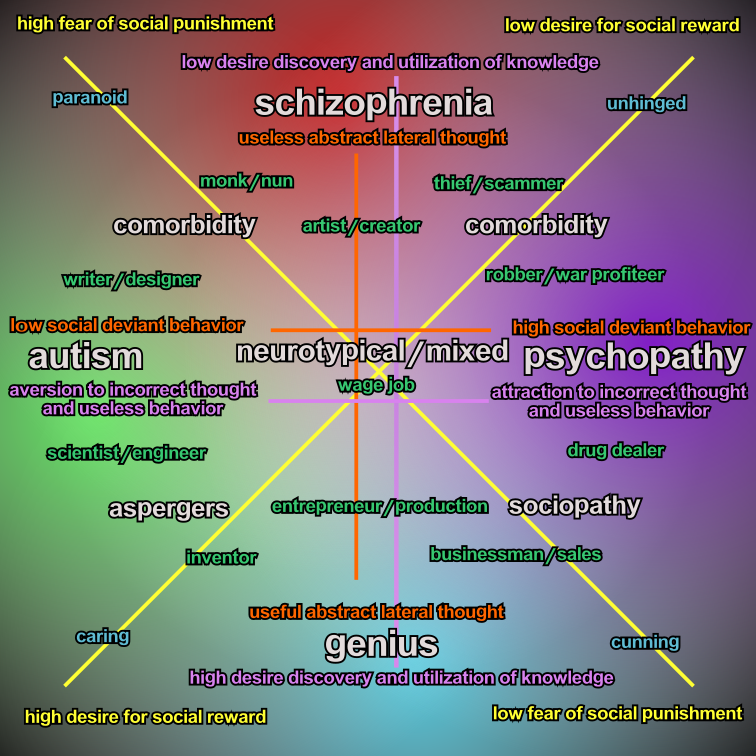 high fear of social punishment
low desire for social reward
low desire discovery and utilization of knowledge
paranoid
schizophrenia
unhinged
useless abstract lateral thought
monk/nun
thief/scammer
comorbidity
artist/creator
comorbidity
writer/designer
robber/war profiteer
low social deviant behavior
high social deviant behavior
autism
neurotypical/mixed
psychopathy
aversion to incorrect thought
and useless behavior
wage job
attraction to incorrect thought
and useless behavior
scientist/engineer
drug dealer
aspergers
entrepreneur/production
sociopathy
inventor
businessman/sales
useful abstract lateral thought
caring
genius
cunning
high desire discovery and utilization of knowledge
high desire for social reward
low fear of social punishment